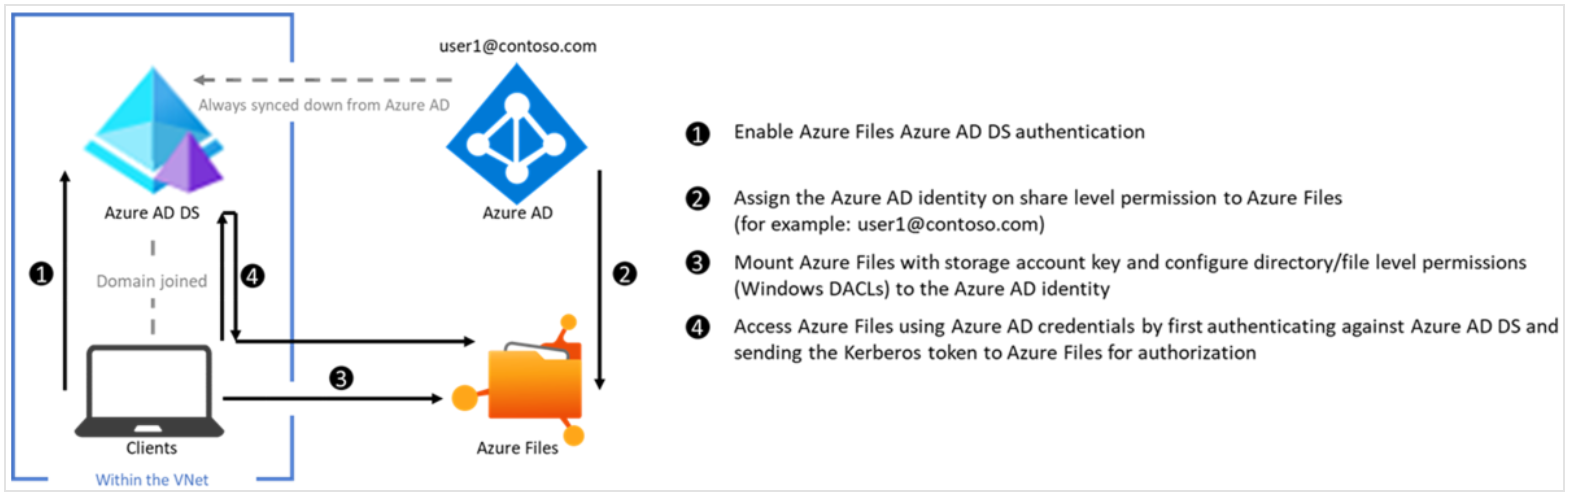 user1@contoso.com
Always synced down from Azure AD
Azure AD DS
Azure AD
1
Domain joined
4
2
3
Clients
Azure Files
Within the VNet
1 Enable Azure Files Azure AD DS authentication
2 Assign the Azure AD identity on share level permission to Azure Files
(for example: user1@contoso.com)
3 Mount Azure Files with storage account key and configure directory/file level permissions
(Windows DACLs) to the Azure AD identity
4 Access Azure Files using Azure AD credentials by first authenticating against Azure AD DS and
sending the Kerberos token to Azure Files for authorization